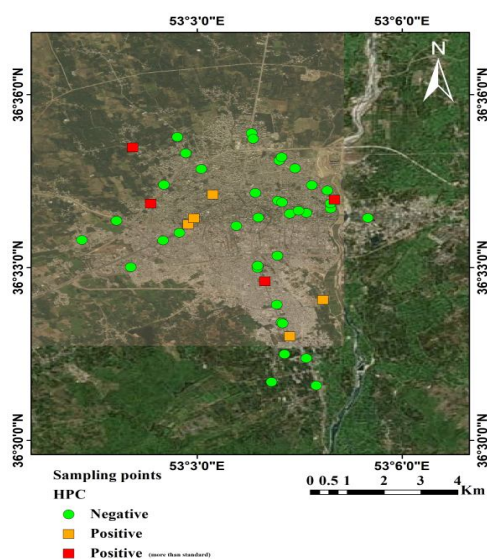 53°3'0"E 53°6'0"E
N
36°36'0"N 36°36'0"N
36°33'0"N 36°33'0"N
36°30'0"N 36°30'0"N
53°3'0"E 53°6'0"E
Sampling points
HPC
Negative
Positive
Positive (more than standard)
0 0.5 1 2 3 4
Km